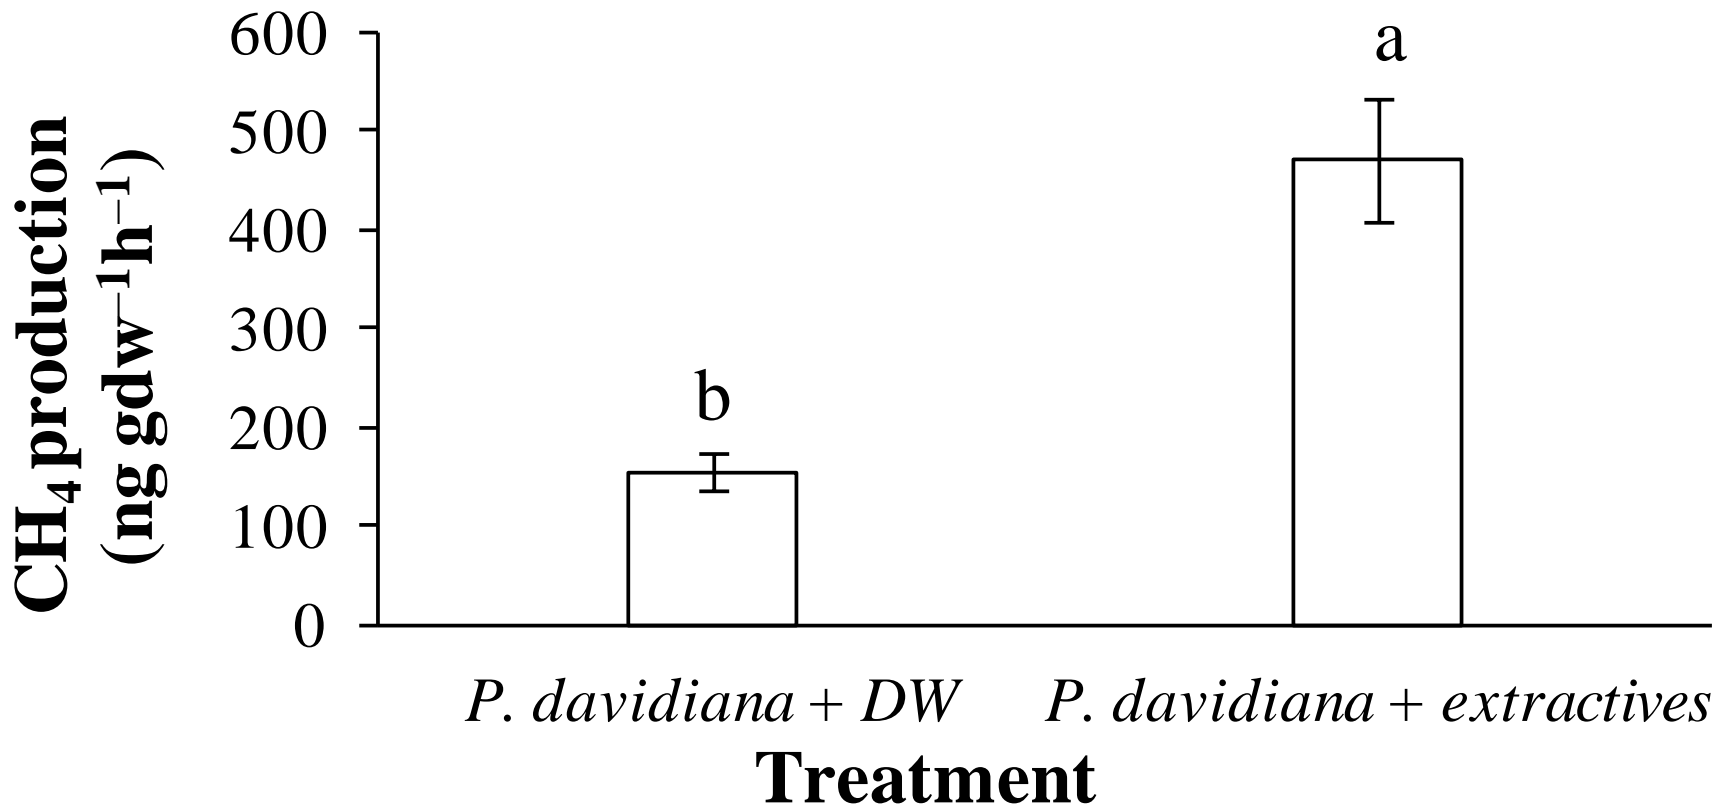 CH₄ production
(ng gdw⁻¹h⁻¹)
600
500
400
300
200
100
0
b
a
P. davidiana + DW
P. davidiana + extractives
Treatment